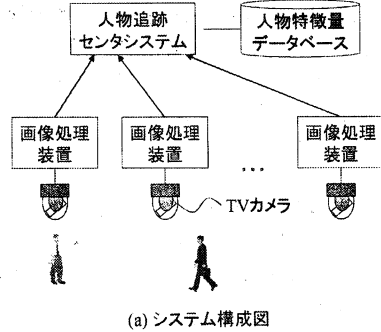 人物追跡
センタシステム
人物特徴量
データベース
画像処理
装置
画像処理
装置
…
画像処理
装置
TVカメラ
(a) システム構成図